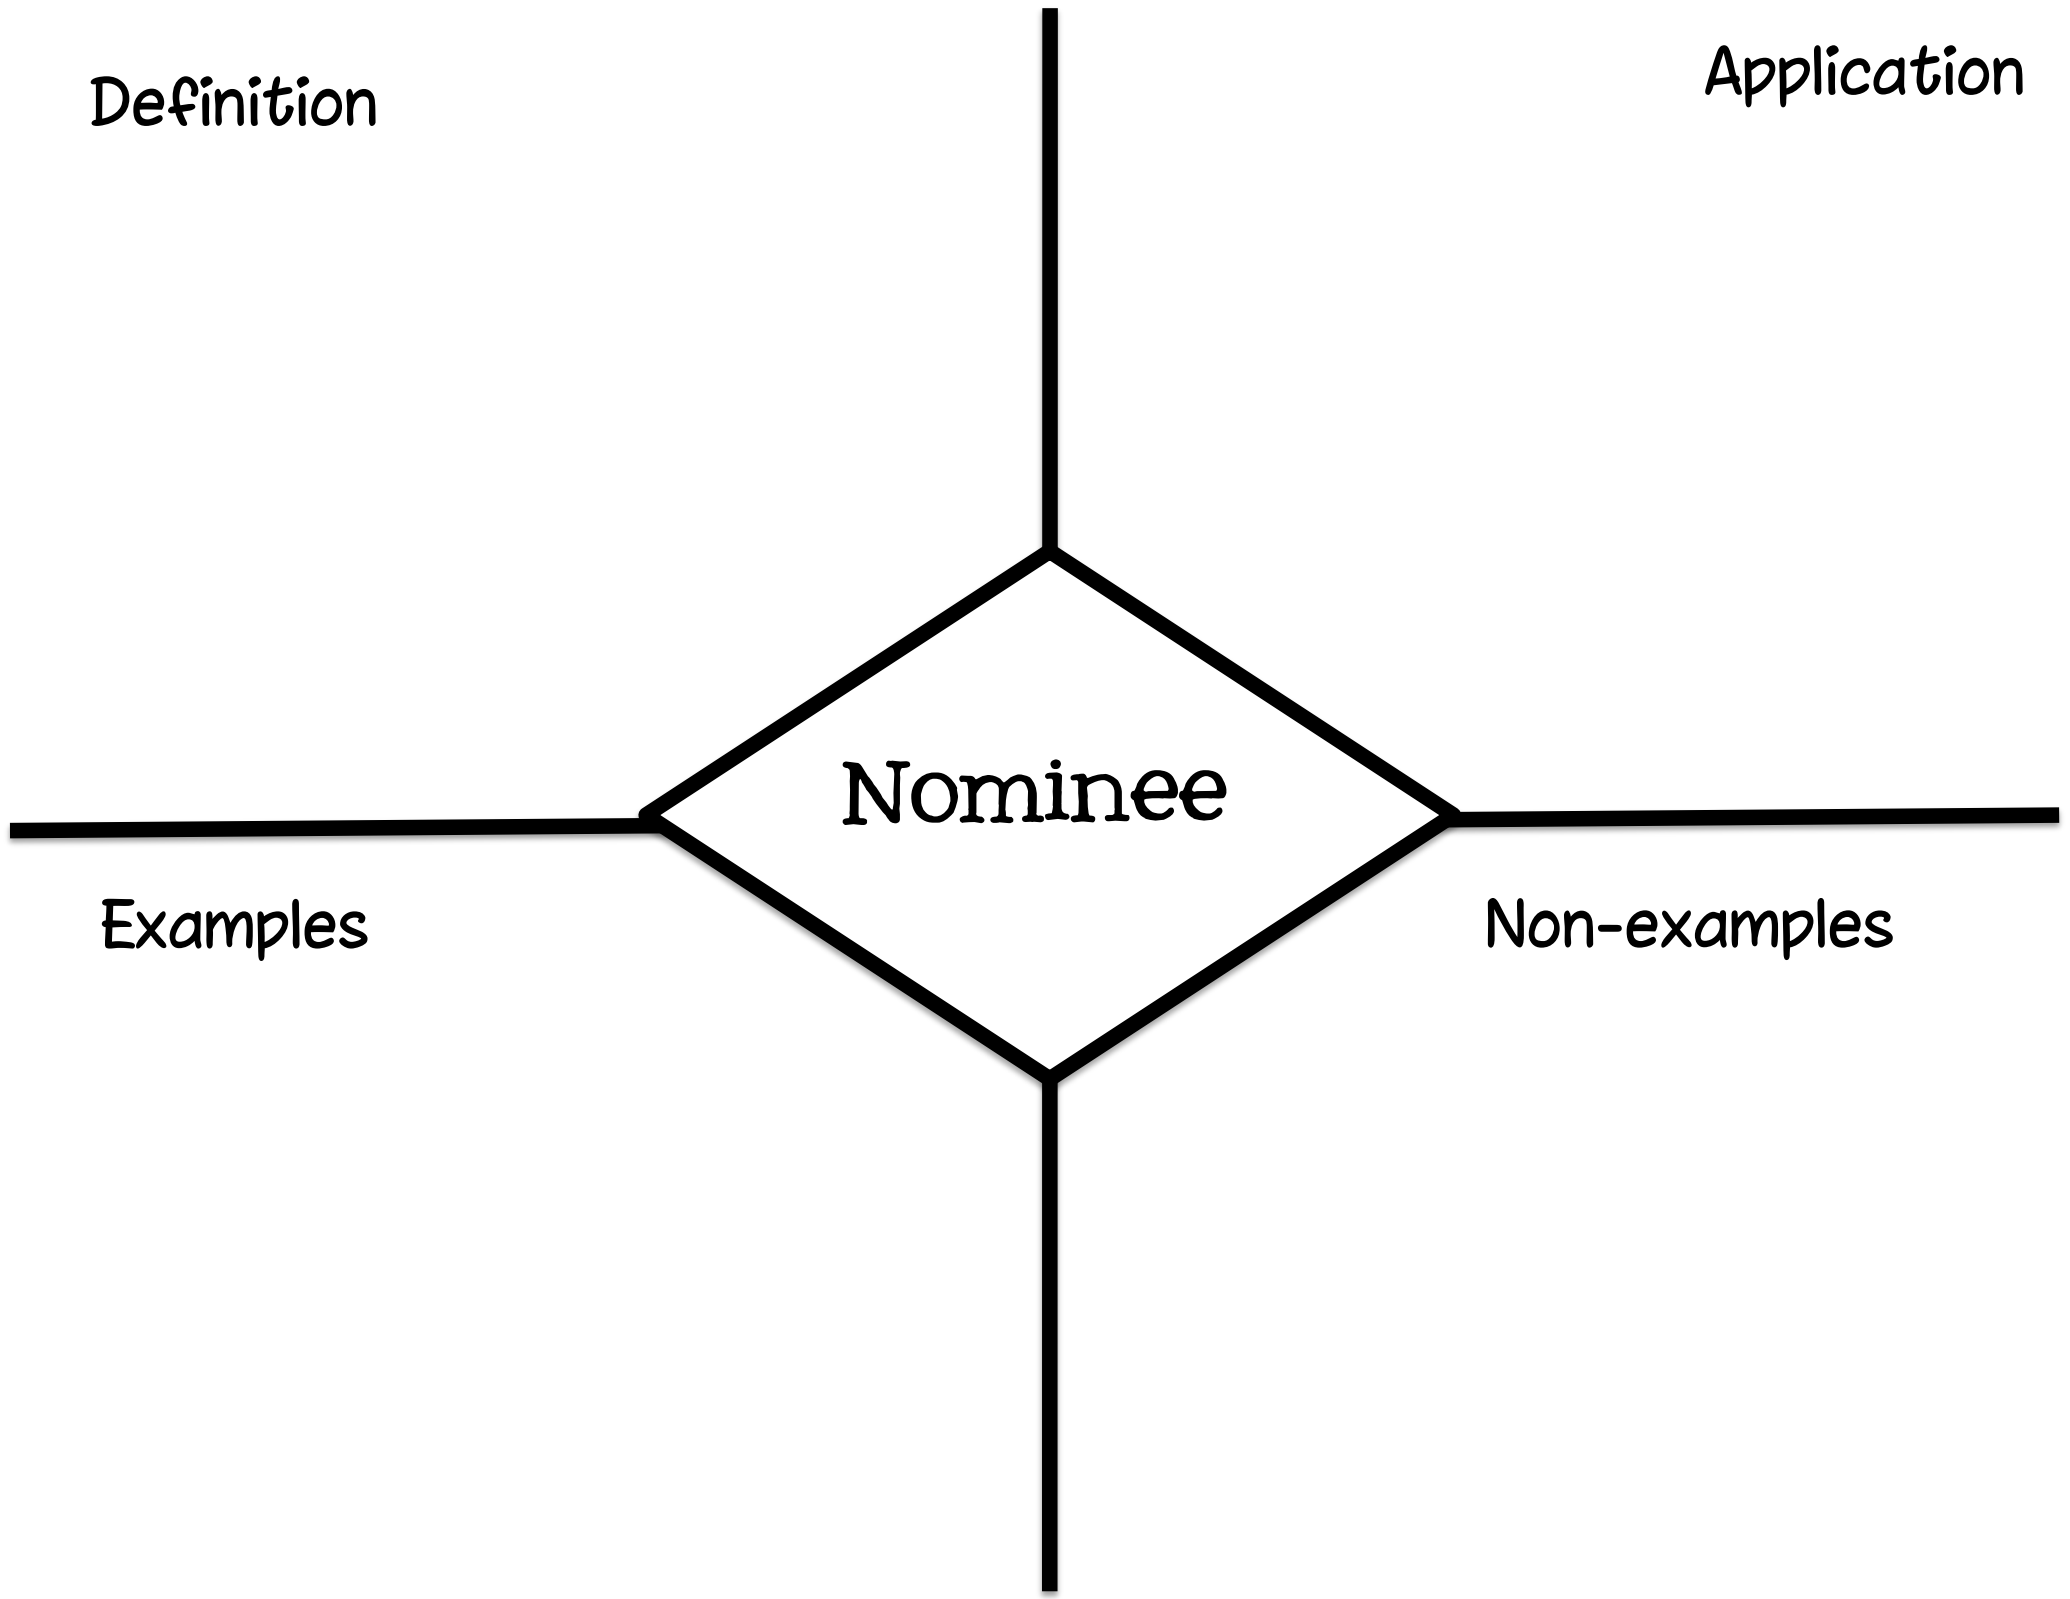 Definition
Application
Nominee
Examples
Non-examples